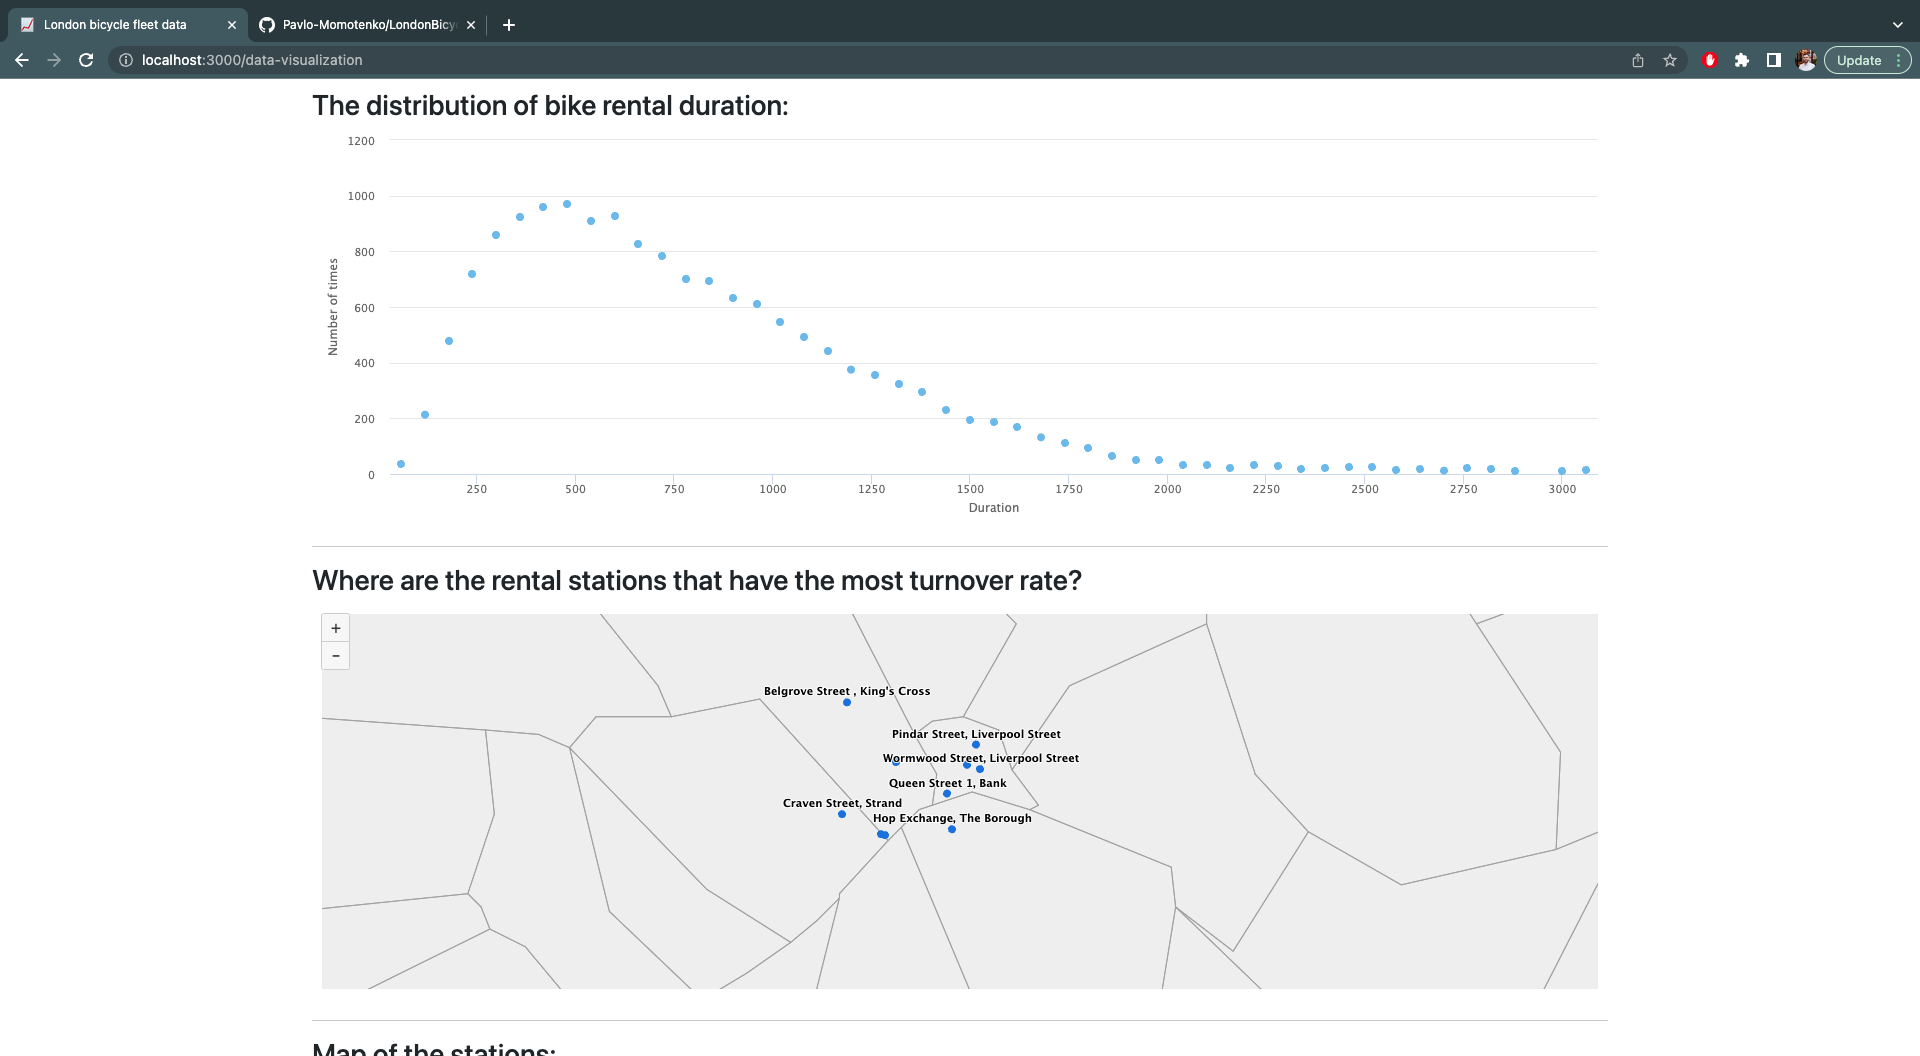 London bicycle fleet data
Pavlo-Momotenko/LondonBicy
localhost:3000/data-visualization
Update
The distribution of bike rental duration:
1200
1000
800
600
400
200
0
Number of times
250 500 750 1000 1250 1500 1750 2000 2250 2500 2750 3000
Duration
Where are the rental stations that have the most turnover rate?
+
-
Belgrove Street , King's Cross
Pindar Street, Liverpool Street
Wormwood Street, Liverpool Street
Queen Street 1, Bank
Craven Street, Strand
Hop Exchange, The Borough
Map of the stations: